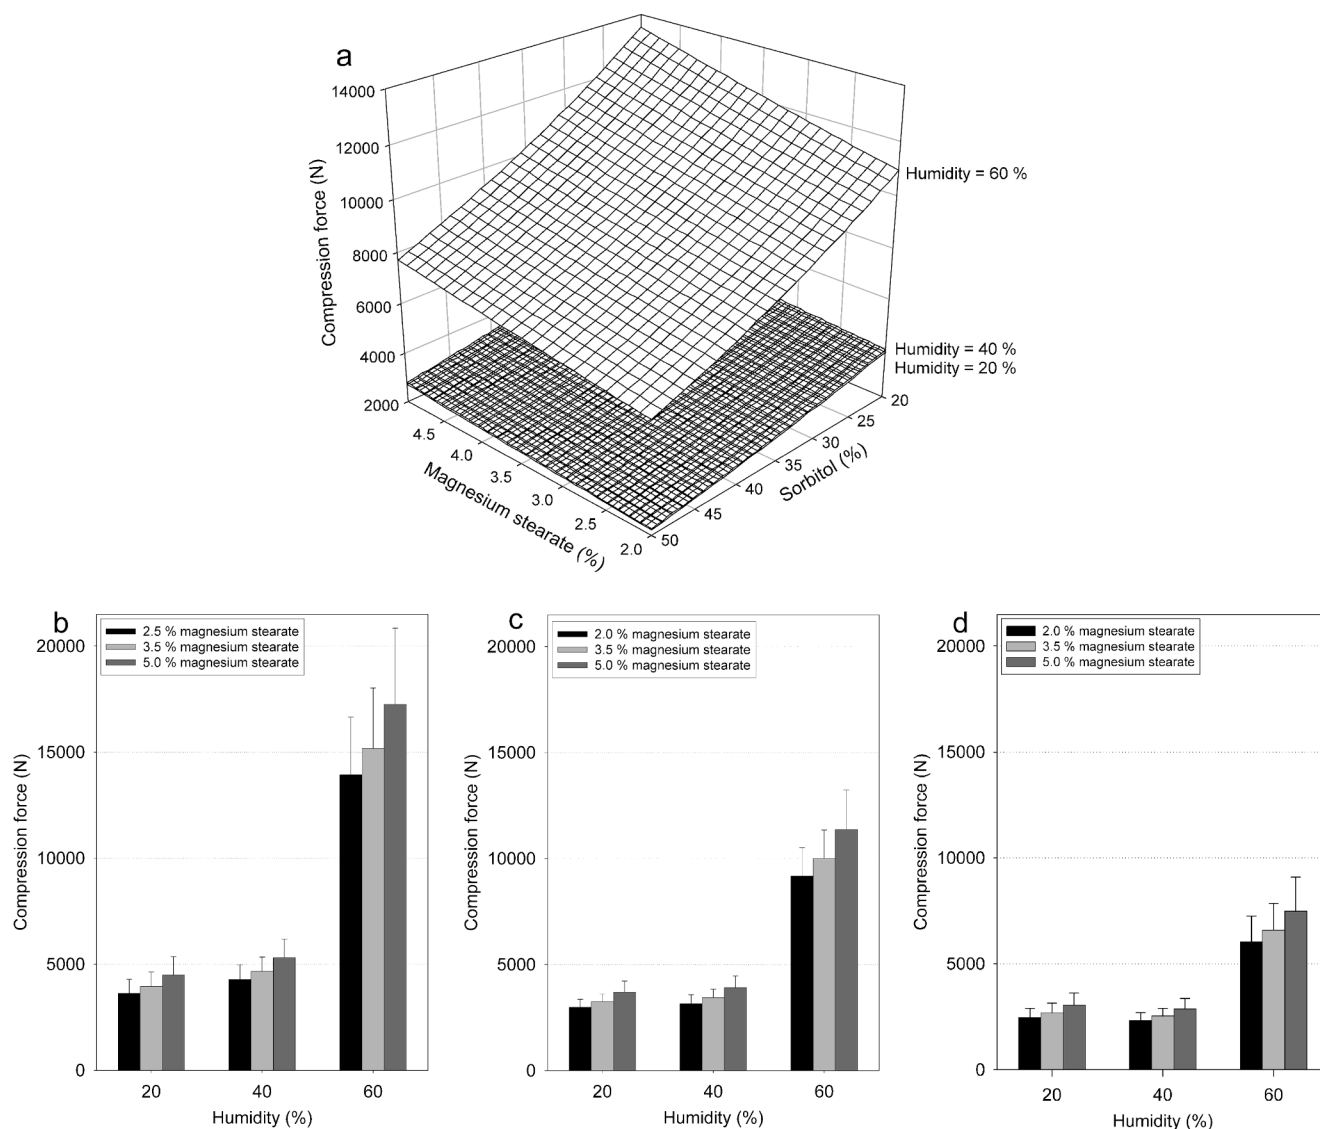 a
14000
12000
10000
8000
6000
4000
2000
Compression force (N)
4.5
4.0
3.5
3.0
2.5
2.0
Magnesium stearate (%)
50
45
40
35
30
25
20
Sorbitol (%)
Humidity = 60 %
Humidity = 40 %
Humidity = 20 %
b
2.5 % magnesium stearate
3.5 % magnesium stearate
5.0 % magnesium stearate
20000
15000
10000
5000
0
Compression force (N)
20 40 60
Humidity (%)
c
2.0 % magnesium stearate
3.5 % magnesium stearate
5.0 % magnesium stearate
20000
15000
10000
5000
0
Compression force (N)
20 40 60
Humidity (%)
d
2.0 % magnesium stearate
3.5 % magnesium stearate
5.0 % magnesium stearate
20000
15000
10000
5000
0
Compression force (N)
20 40 60
Humidity (%)